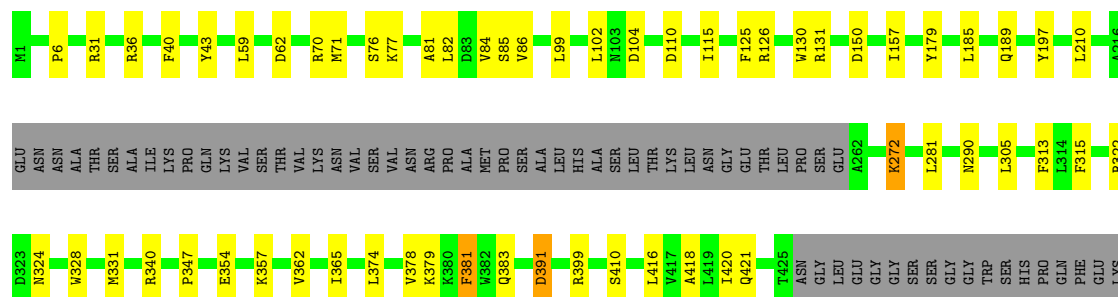 M1 P6 R31 R36 F40 Y43 L59 D62 R70 M71 S76 K77 A81 L82 D83 V84 S85 V86 L99 L102 N103 D104 D110 I115 F125 R126 W130 R131 D150 I157 Y179 L185 Q189 Y197 L210 A216
GLU ASN ASN ALA THR SER ALA ILE LYS PRO GLN LYS VAL SER THR VAL LYS ASN VAL SER VAL ASN ARG PRO ALA MET PRO SER ALA LEU HIS ALA SER LEU THR LYS LEU ASN GLY GLU THR LEU PRO SER GLU A262 K272 L281 N290 L305 F313 L314 F315 R322
D323 N324 W328 M331 R340 P347 E354 K357 V362 I365 L374 V378 K379 K380 F381 W382 Q383 D391 R399 S410 L416 V417 A418 L419 I420 Q421 T425 ASN GLY LEU GLU GLY GLY SER SER GLY GLY TRP SER HIS PRO GLN PHE GLU LYS